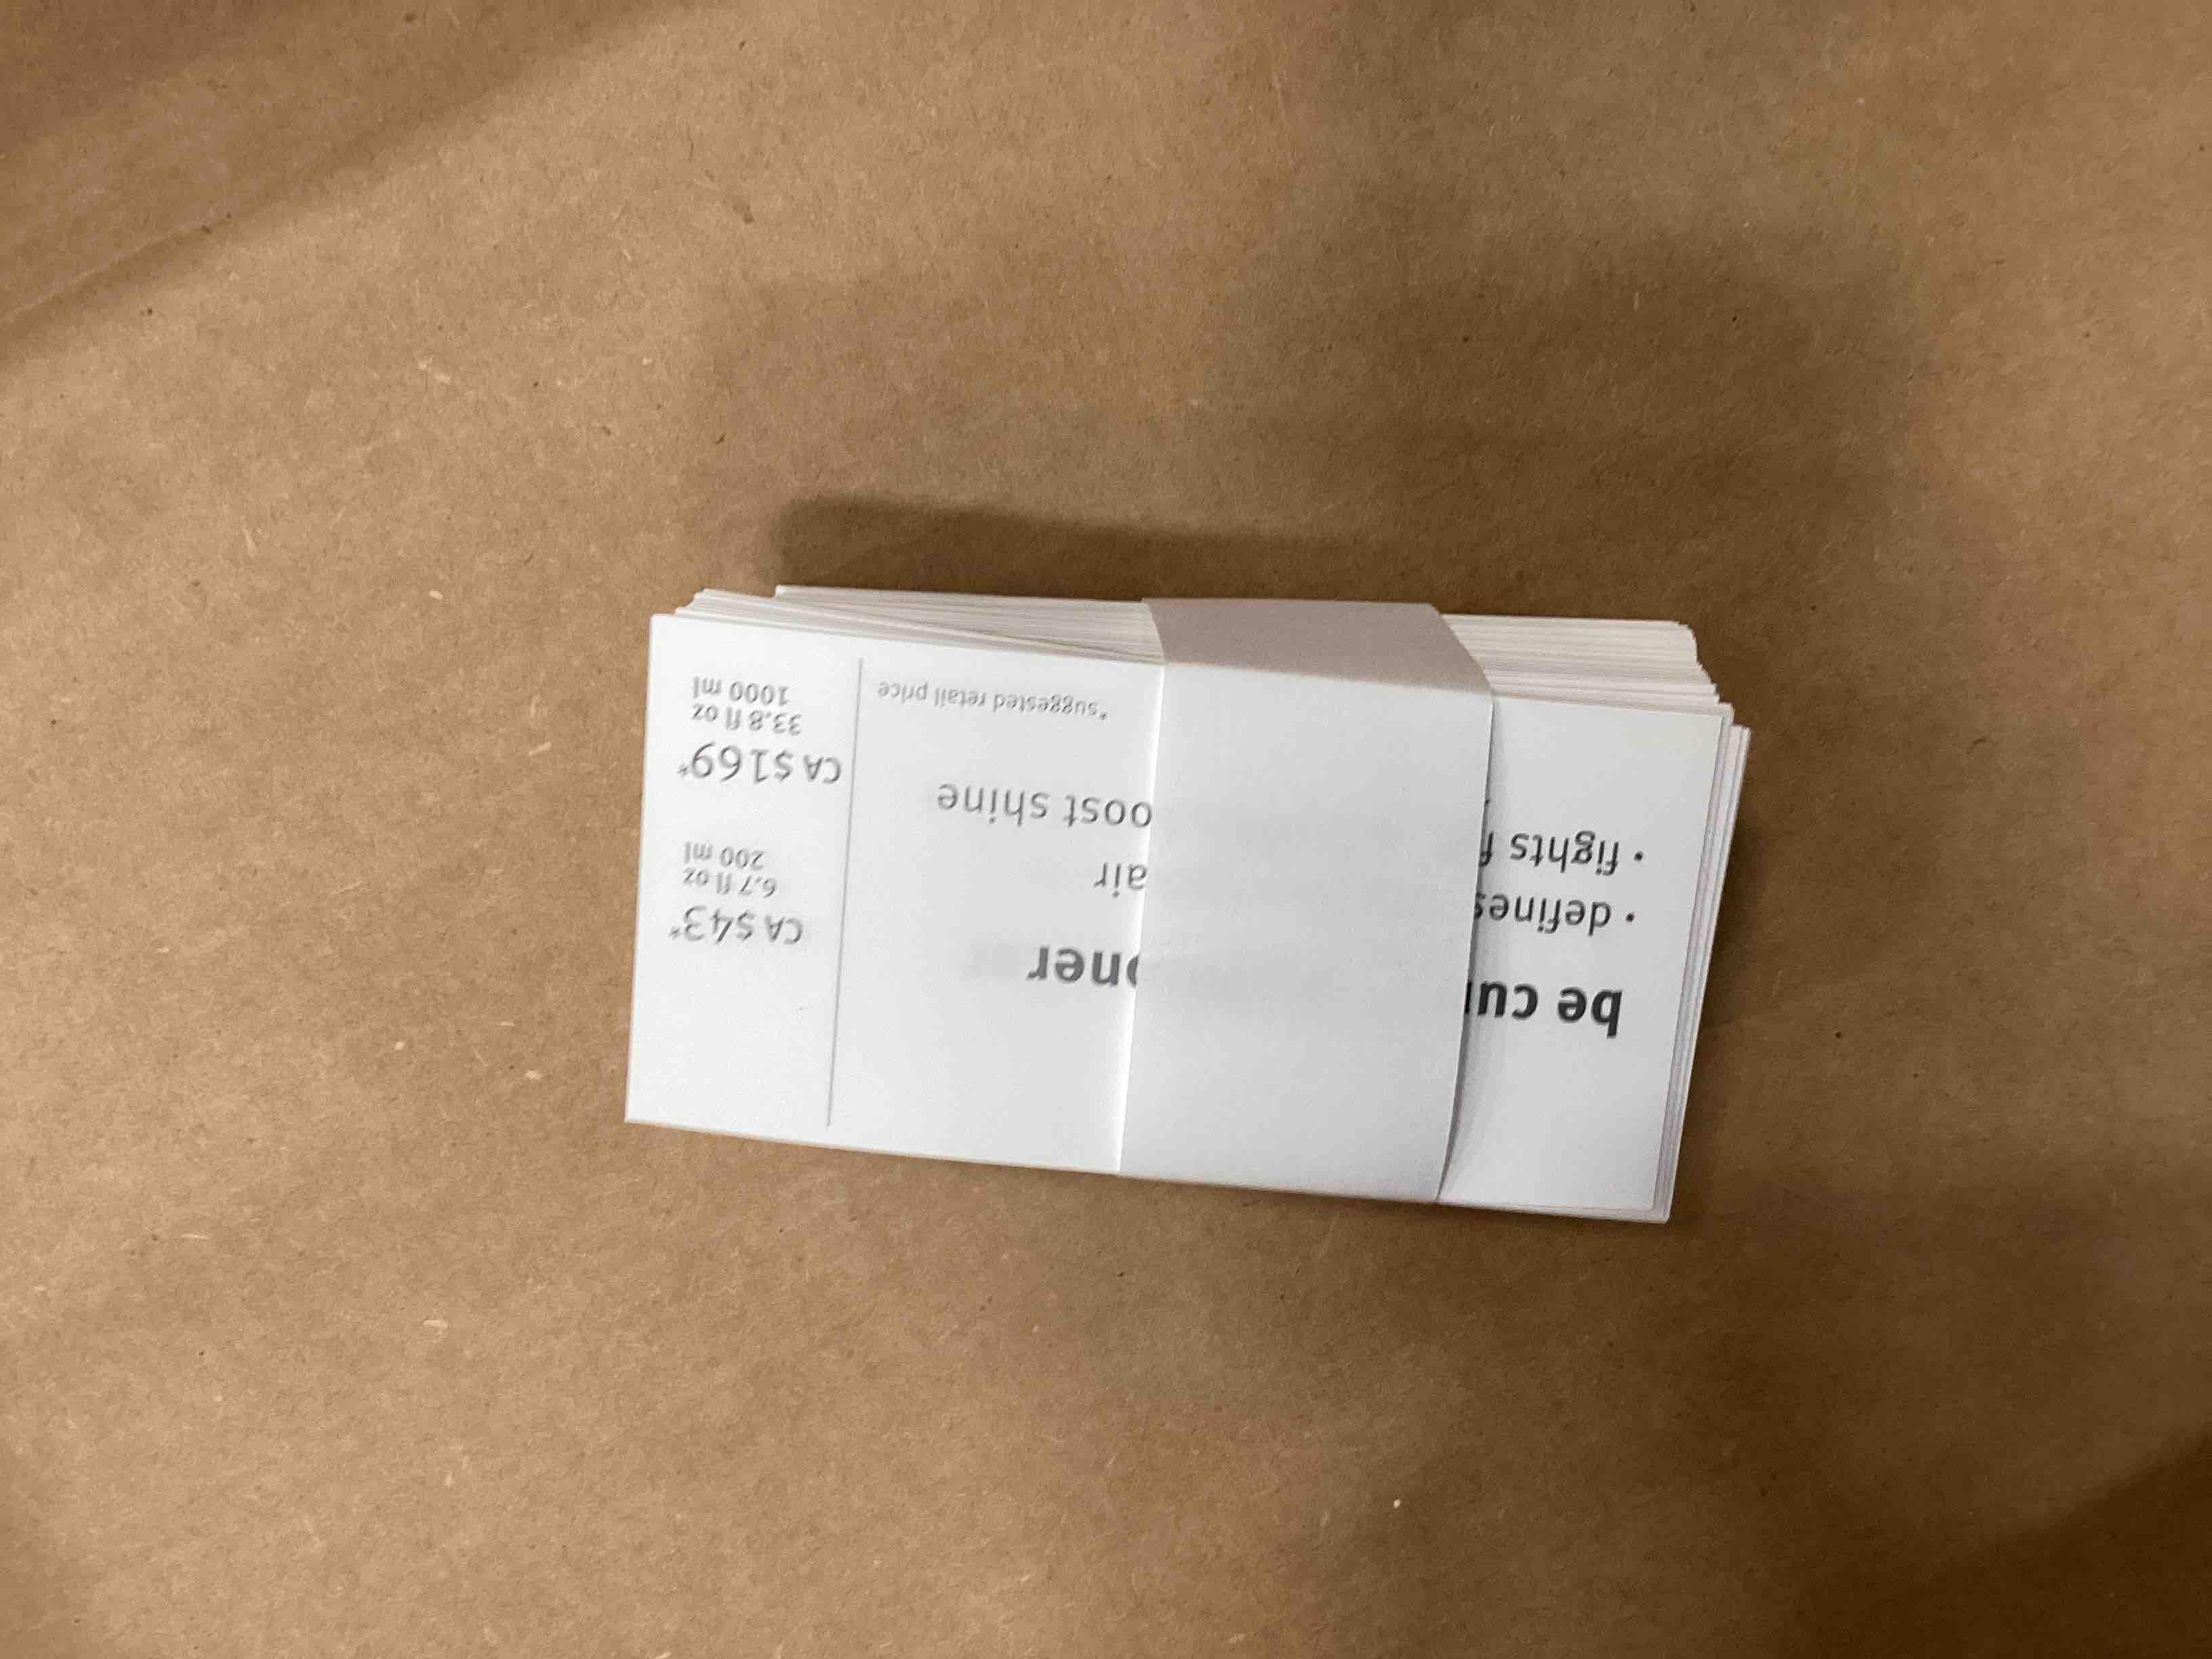 be cu oner
• defines air
• fights f oost shine
*suggested retail price
CA $43*
6.7 fl oz
200 ml
CA $169*
33.8 fl oz
1000 ml